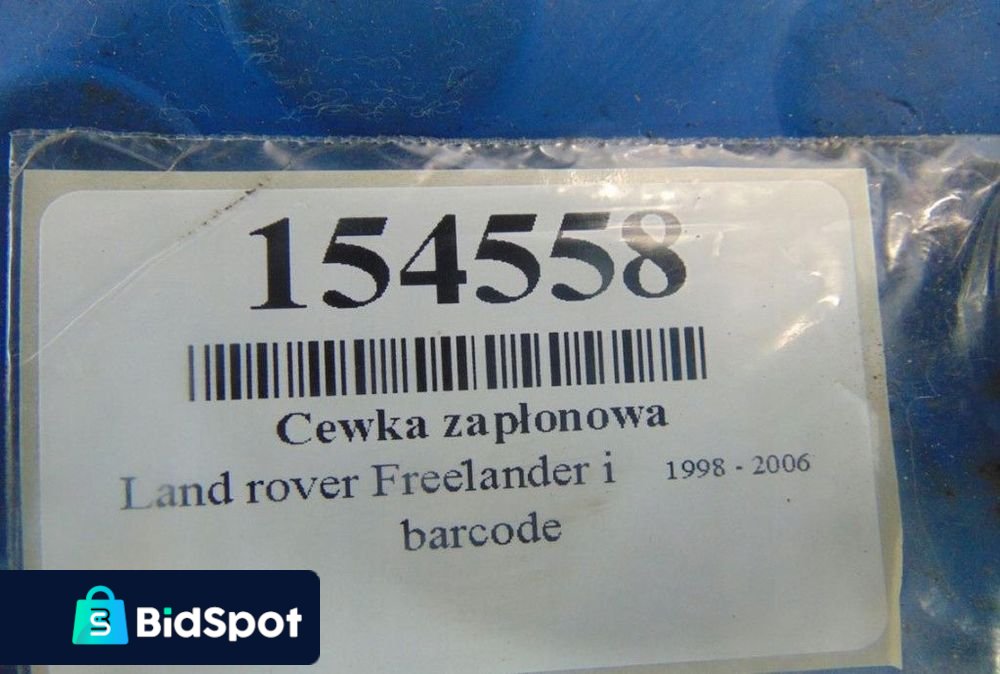 154558
Cewka zapłonowa
Land rover Freelander i 1998 - 2006
barcode
BidSpot